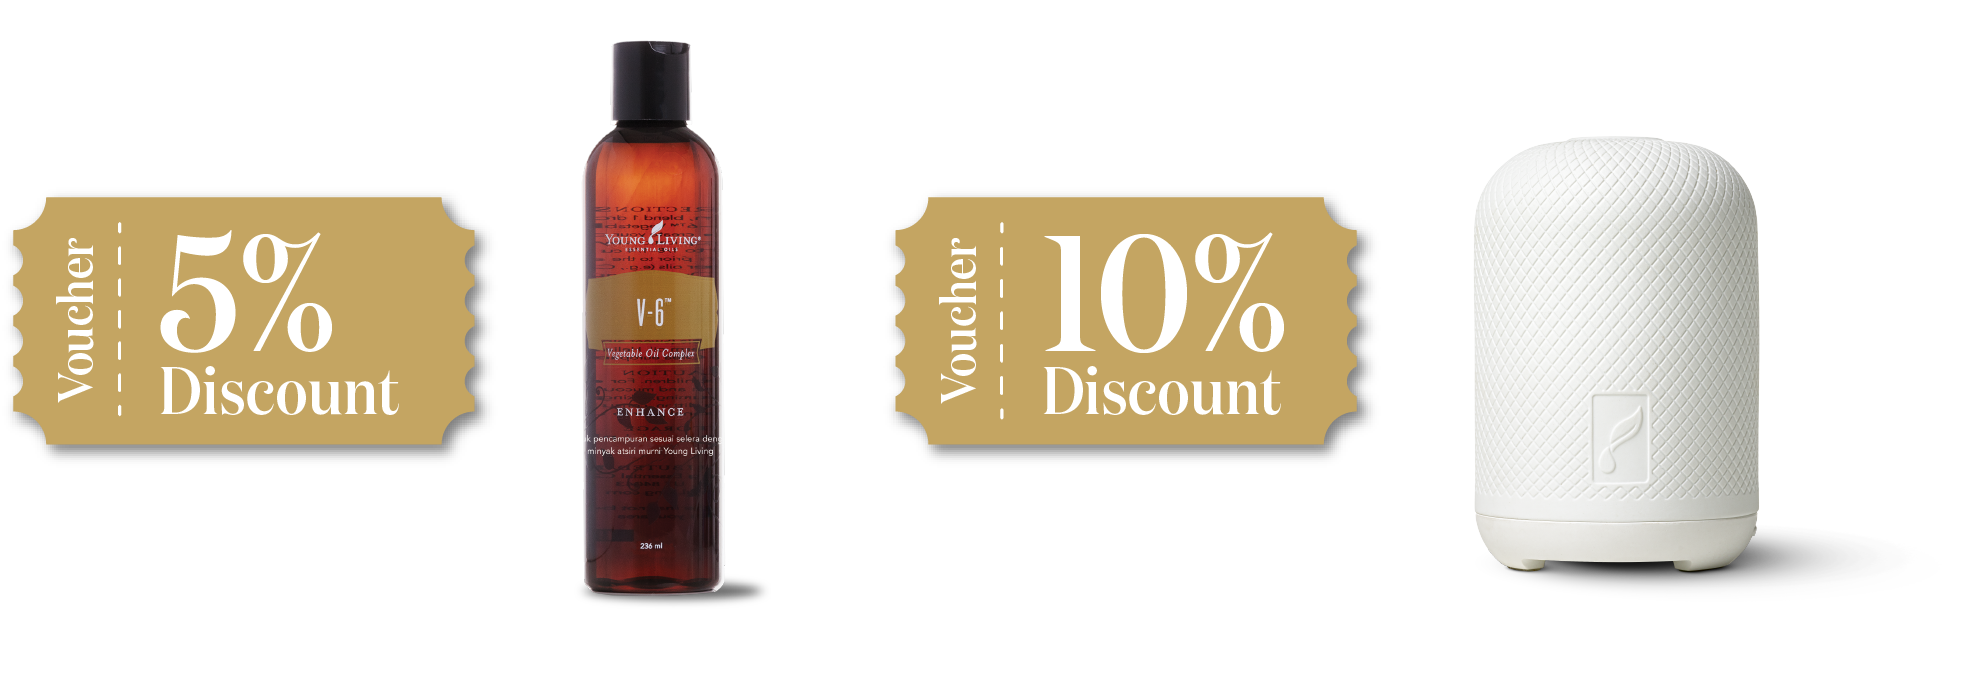 Voucher
5%
Discount
YOUNG LIVING®
ESSENTIAL OILS
V-6™
Vegetable Oil Complex
ENHANCE
pencampuran sesuai selera
minyak atsiri murni Young Living
236 ml
Voucher
10%
Discount